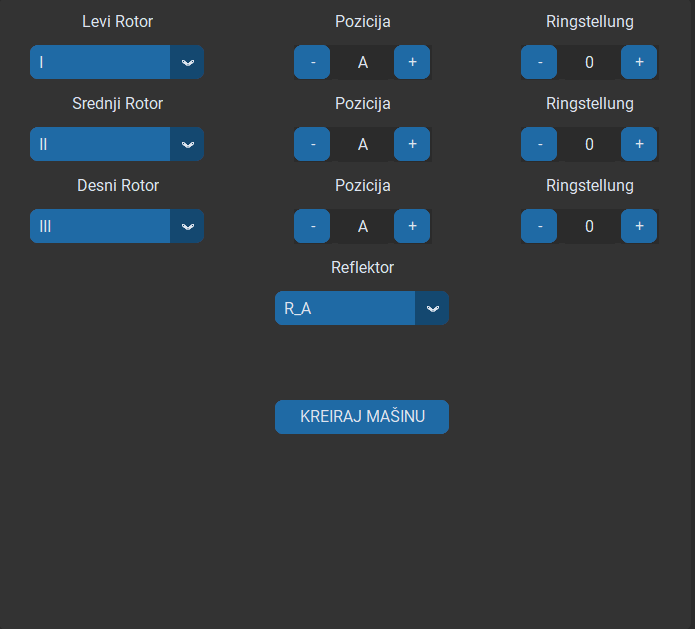 Levi Rotor Pozicija Ringstellung
I - A + - 0 +
Srednji Rotor Pozicija Ringstellung
II - A + - 0 +
Desni Rotor Pozicija Ringstellung
III - A + - 0 +
Reflektor
R_A
KREIRAJ MAŠINU